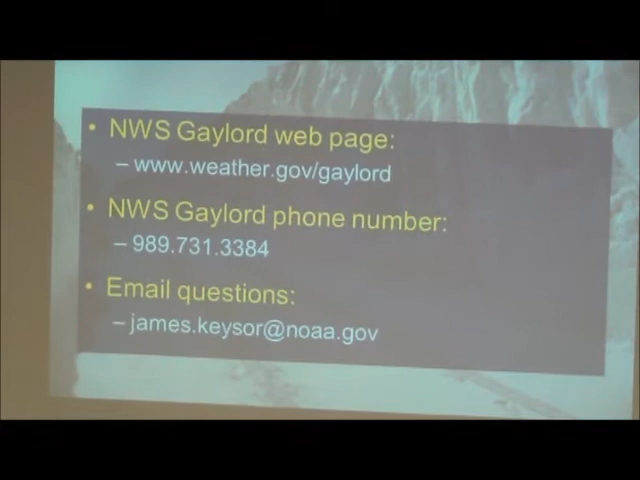 • NWS Gaylord web page:
– www.weather.gov/gaylord
• NWS Gaylord phone number:
– 989.731.3384
• Email questions:
– james.keysor@noaa.gov